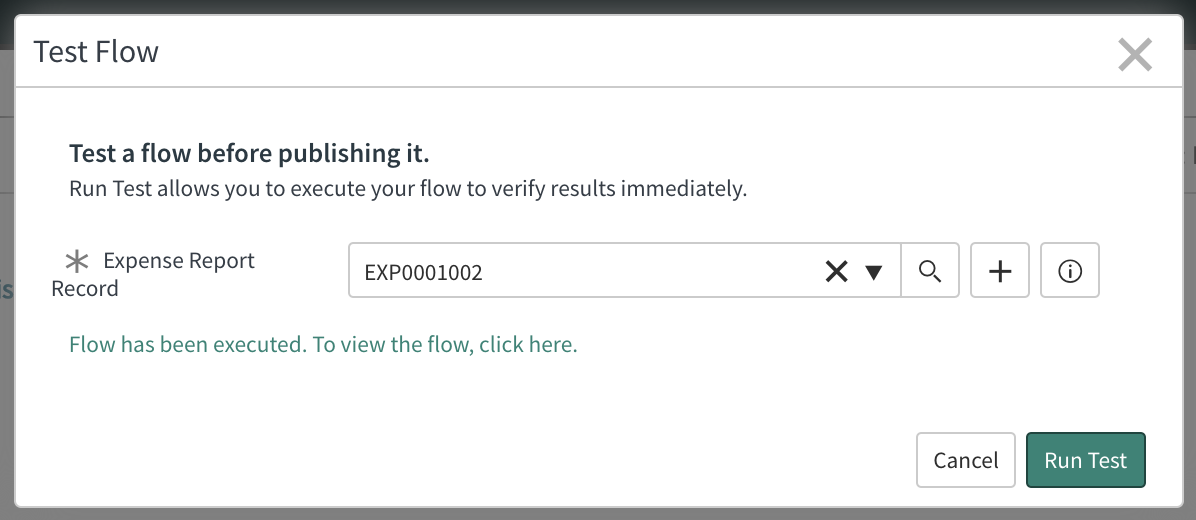 Test Flow
Test a flow before publishing it.
Run Test allows you to execute your flow to verify results immediately.
Expense Report
Record
EXP0001002
Flow has been executed. To view the flow, click here.
Cancel
Run Test